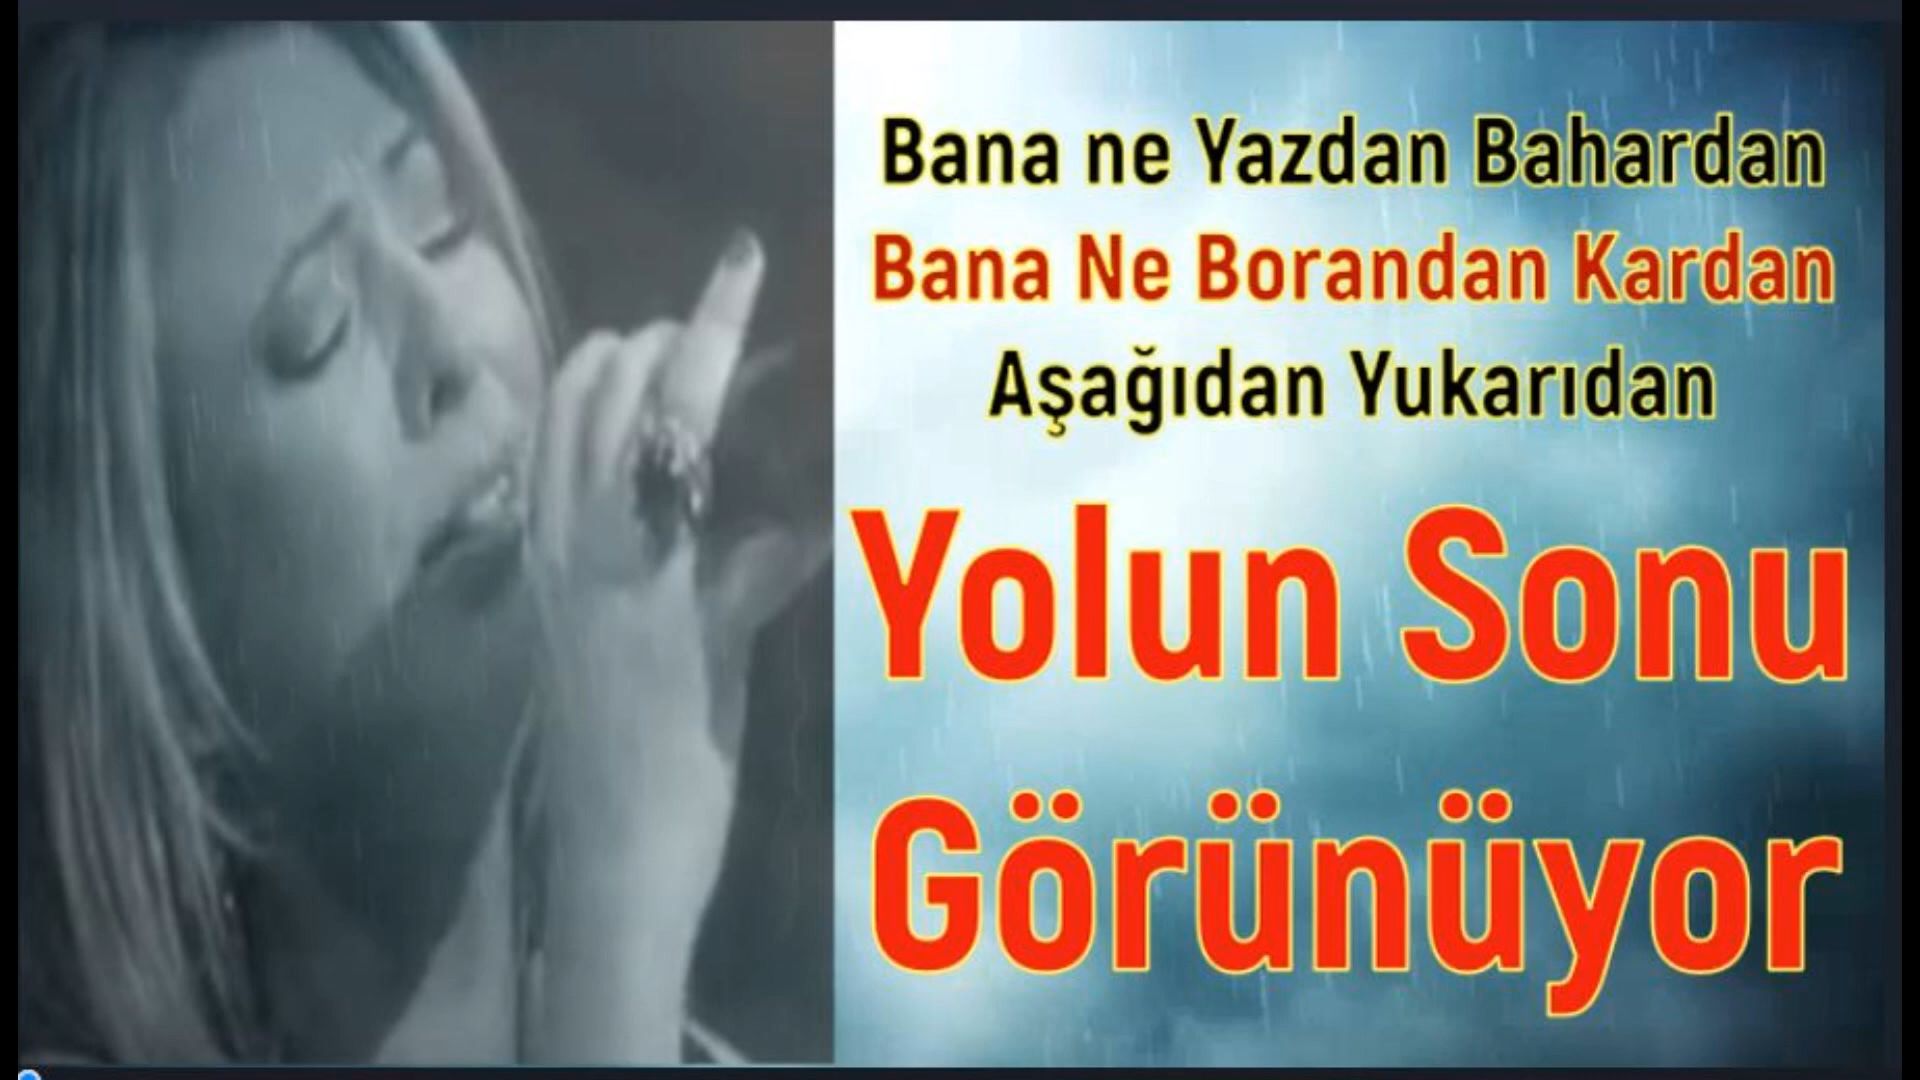 Bana ne Yazdan Bahardan
Bana Ne Borandan Kardan
Aşağıdan Yukarıdan
Yolun Sonu
Görünüyor